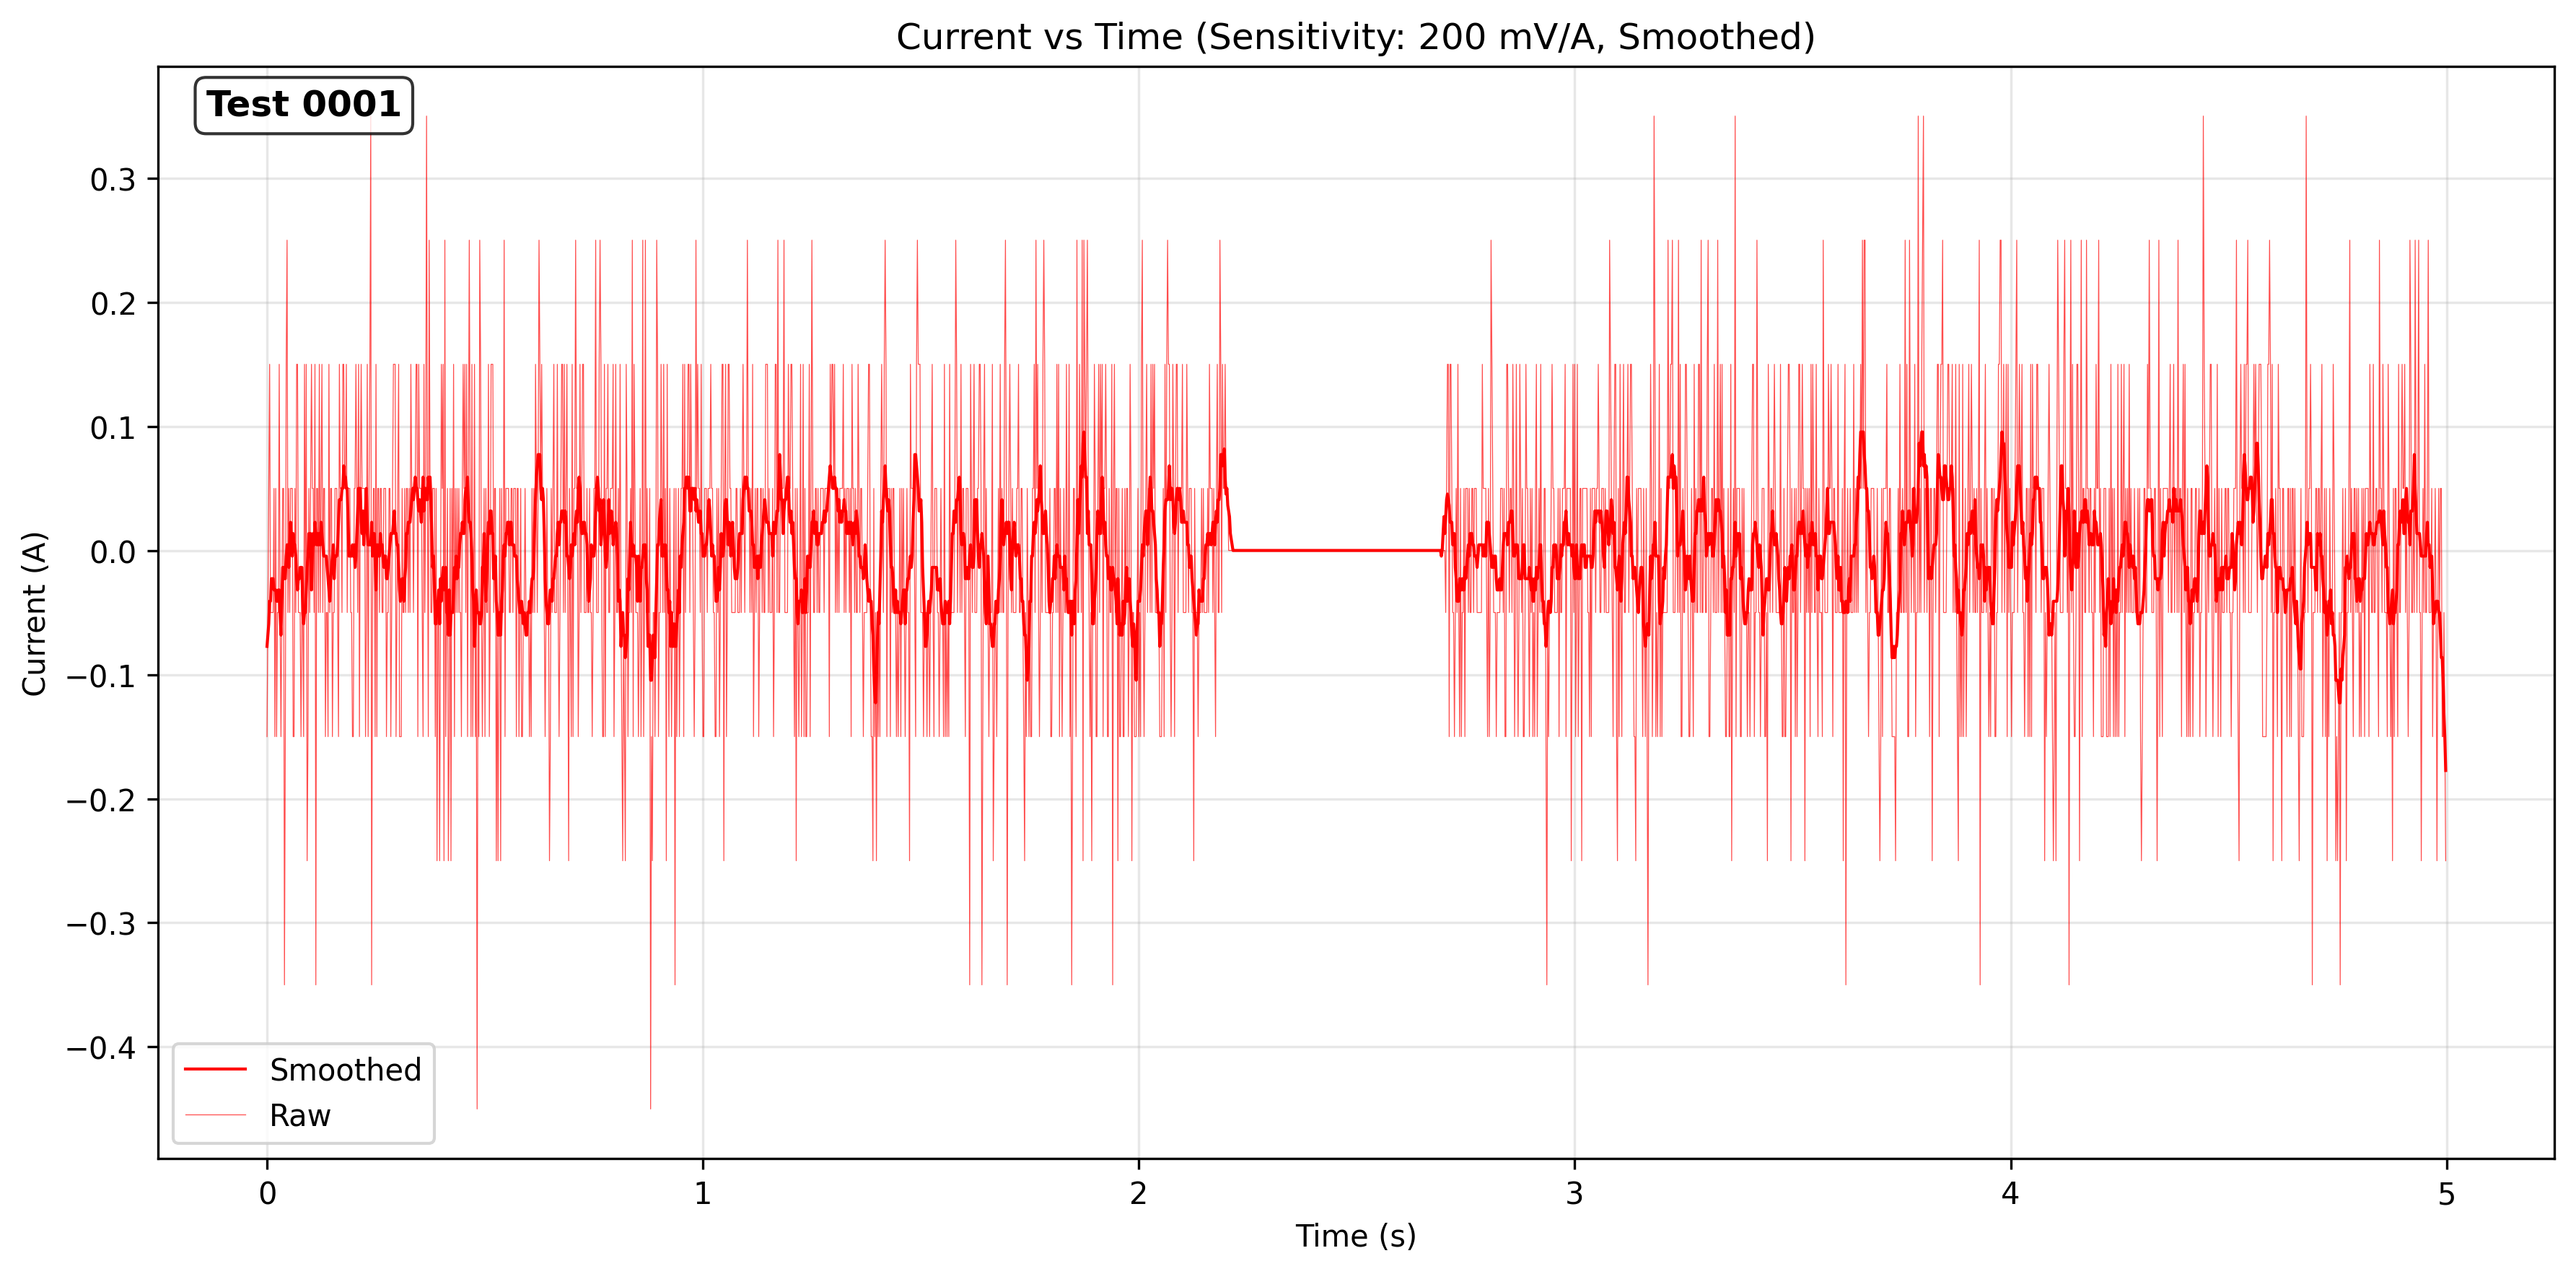 Current vs Time (Sensitivity: 200 mV/A, Smoothed)
Test 0001
0.3
0.2
0.1
0.0
−0.1
−0.2
−0.3
−0.4
Current (A)
Smoothed
Raw
0 1 2 3 4 5
Time (s)